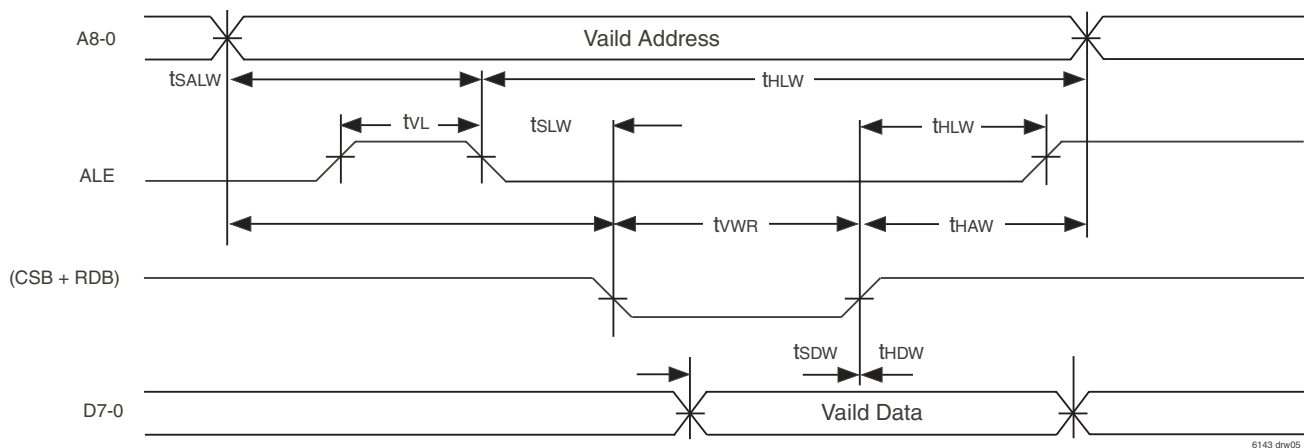 A8-0
Vaild Address
tSALW
tHLW
tVL
tSLW
tHLW
ALE
tVWR
tHAW
(CSB + RDB)
tSDW
tHDW
D7-0
Vaild Data
6143 drw05